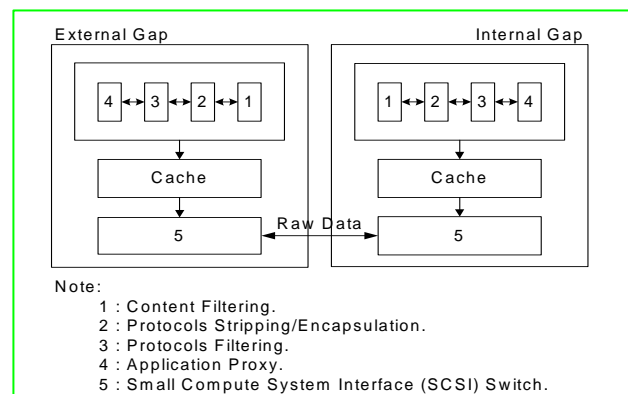 External Gap Internal Gap
4 3 2 1 1 2 3 4
Cache Cache
Raw Data
5 5
Note:
1 : Content Filtering.
2 : Protocols Stripping/Encapsulation.
3 : Protocols Filtering.
4 : Application Proxy.
5 : Small Compute System Interface (SCSI) Switch.